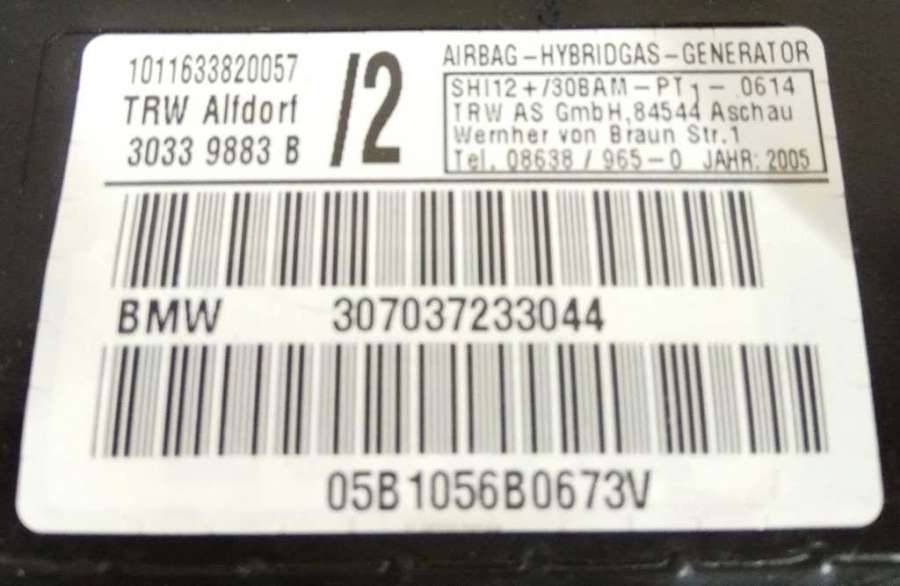 1011633820057
TRW Alfdorf
3033 9883 B
/2
AIRBAG-HYBRIDGAS-GENERATOR
SHI12+/30BAM-PT1- 0614
TRW AS GmbH,84544 Aschau
Wernher von Braun Str.1
Tel. 08638 / 965-0 JAHR: 2005
BMW 307037233044
05B1056B0673V